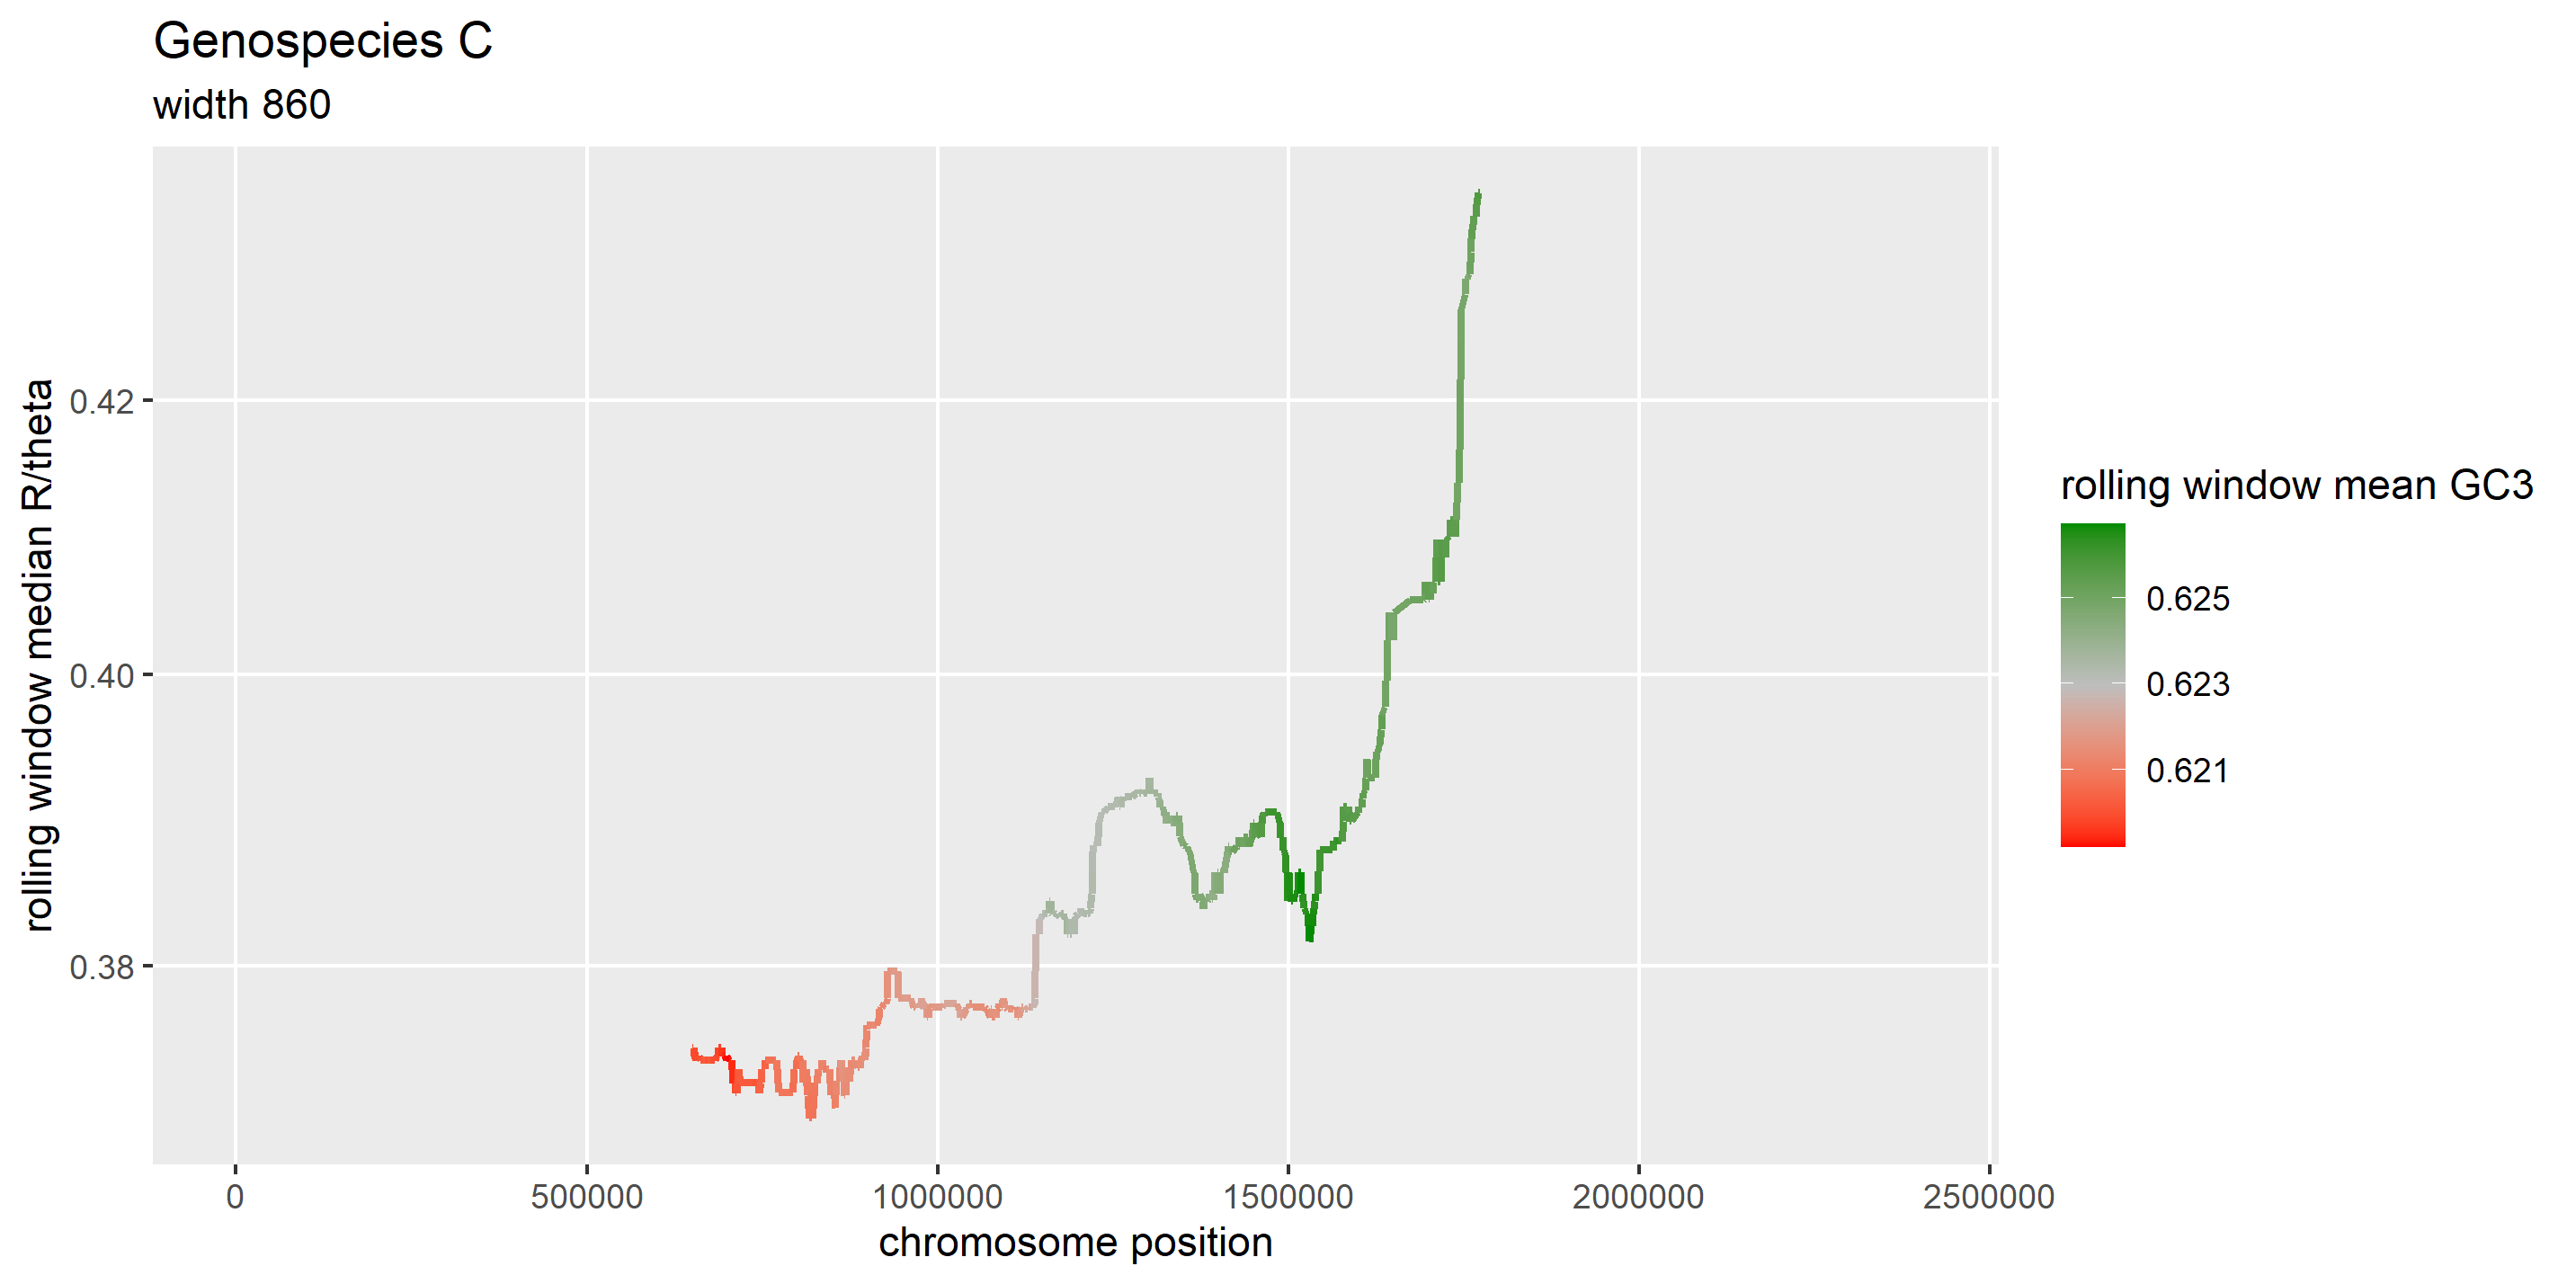 Genospecies C
width 860
rolling window median R/theta
0.42
0.40
0.38
0
500000
1000000
1500000
2000000
2500000
chromosome position
rolling window mean GC3
0.625
0.623
0.621